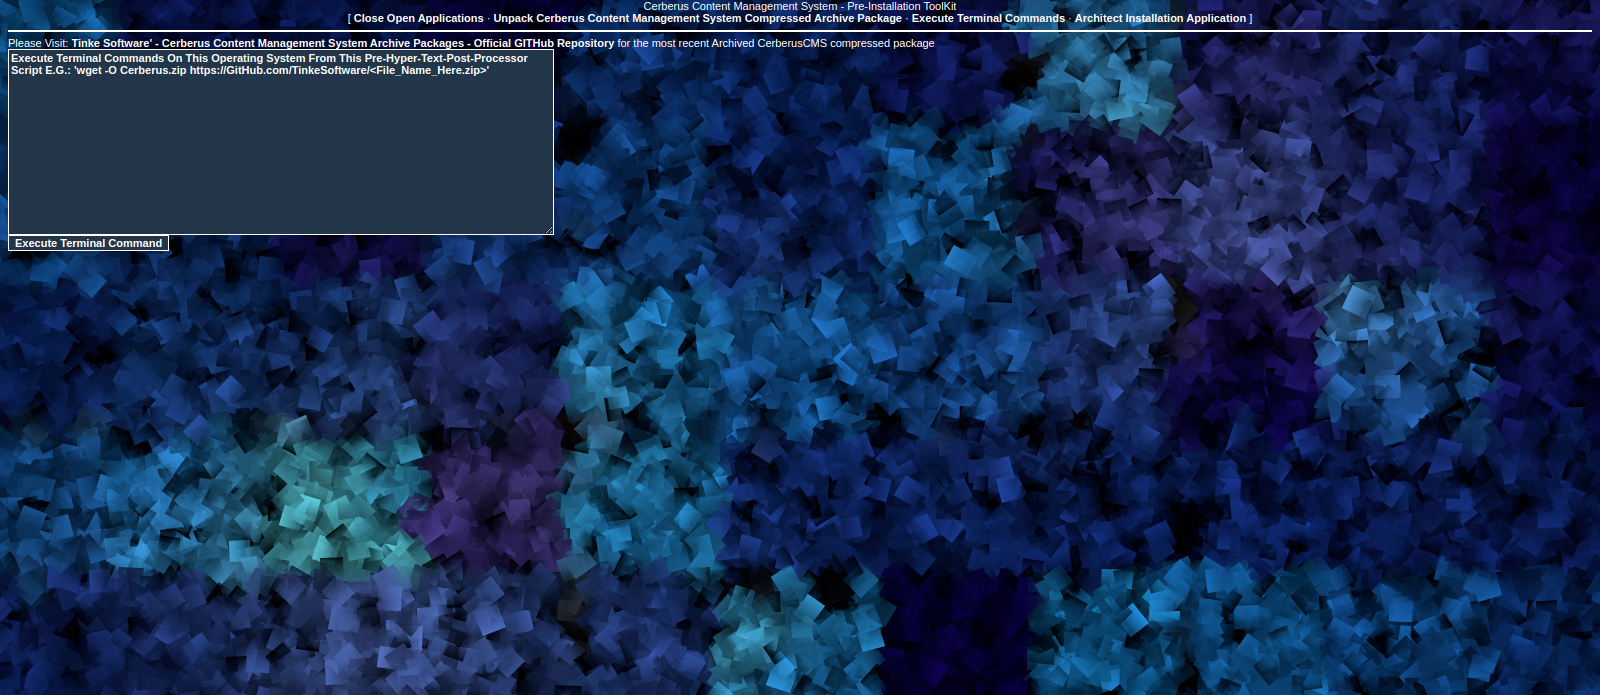 Cerberus Content Management System - Pre-Installation ToolKit
[ Close Open Applications · Unpack Cerberus Content Management System Compressed Archive Package · Execute Terminal Commands · Architect Installation Application ]
Please Visit: Tinke Software' - Cerberus Content Management System Archive Packages - Official GITHub Repository for the most recent Archived CerberusCMS compressed package
Execute Terminal Commands On This Operating System From This Pre-Hyper-Text-Post-Processor
Script E.G.: 'wget -O Cerberus.zip https://GitHub.com/TinkeSoftware/<File_Name_Here.zip>'
Execute Terminal Command